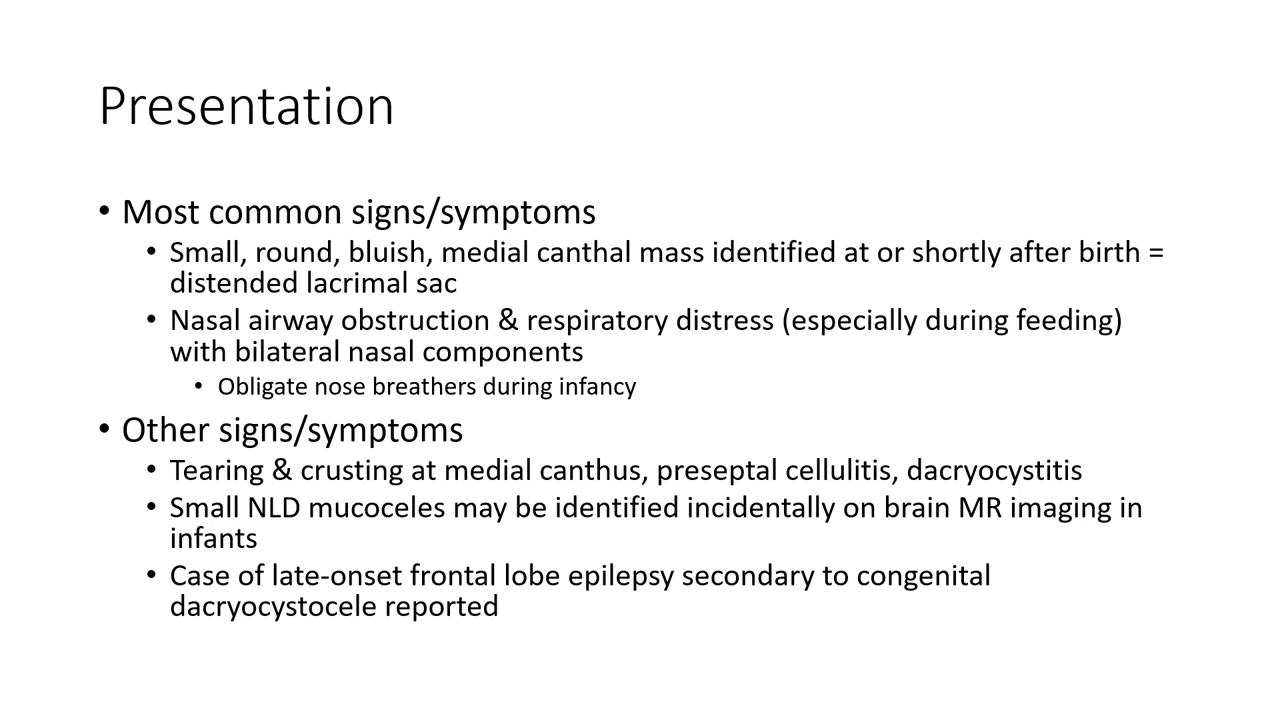 Presentation
• Most common signs/symptoms
• Small, round, bluish, medial canthal mass identified at or shortly after birth =
distended lacrimal sac
• Nasal airway obstruction & respiratory distress (especially during feeding)
with bilateral nasal components
• Obligate nose breathers during infancy
• Other signs/symptoms
• Tearing & crusting at medial canthus, preseptal cellulitis, dacryocystitis
• Small NLD mucoceles may be identified incidentally on brain MR imaging in
infants
• Case of late-onset frontal lobe epilepsy secondary to congenital
dacryocystocele reported